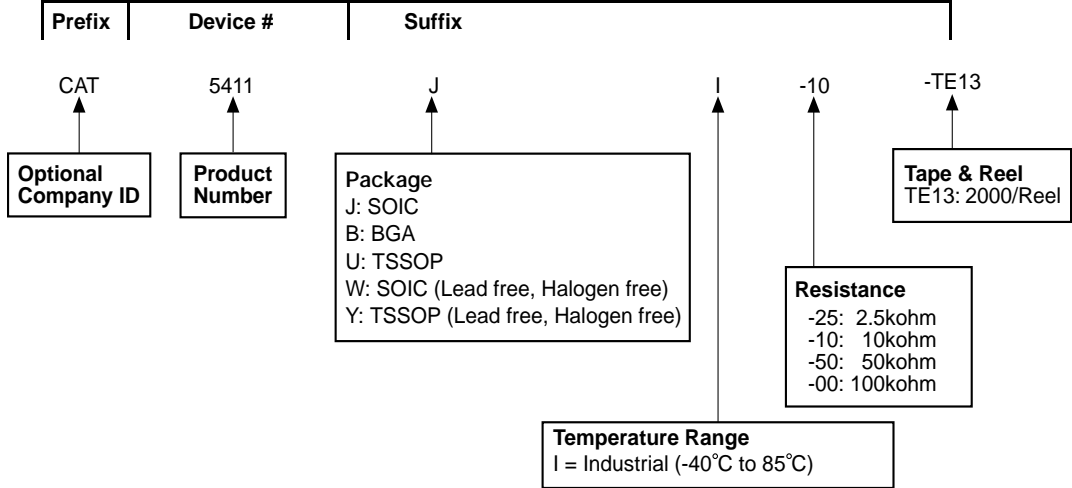 Prefix Device # Suffix
CAT 5411 J I -10 -TE13
Optional
Company ID
Product
Number
Package
J: SOIC
B: BGA
U: TSSOP
W: SOIC (Lead free, Halogen free)
Y: TSSOP (Lead free, Halogen free)
Tape & Reel
TE13: 2000/Reel
Resistance
-25: 2.5kohm
-10: 10kohm
-50: 50kohm
-00: 100kohm
Temperature Range
I = Industrial (-40°C to 85°C)